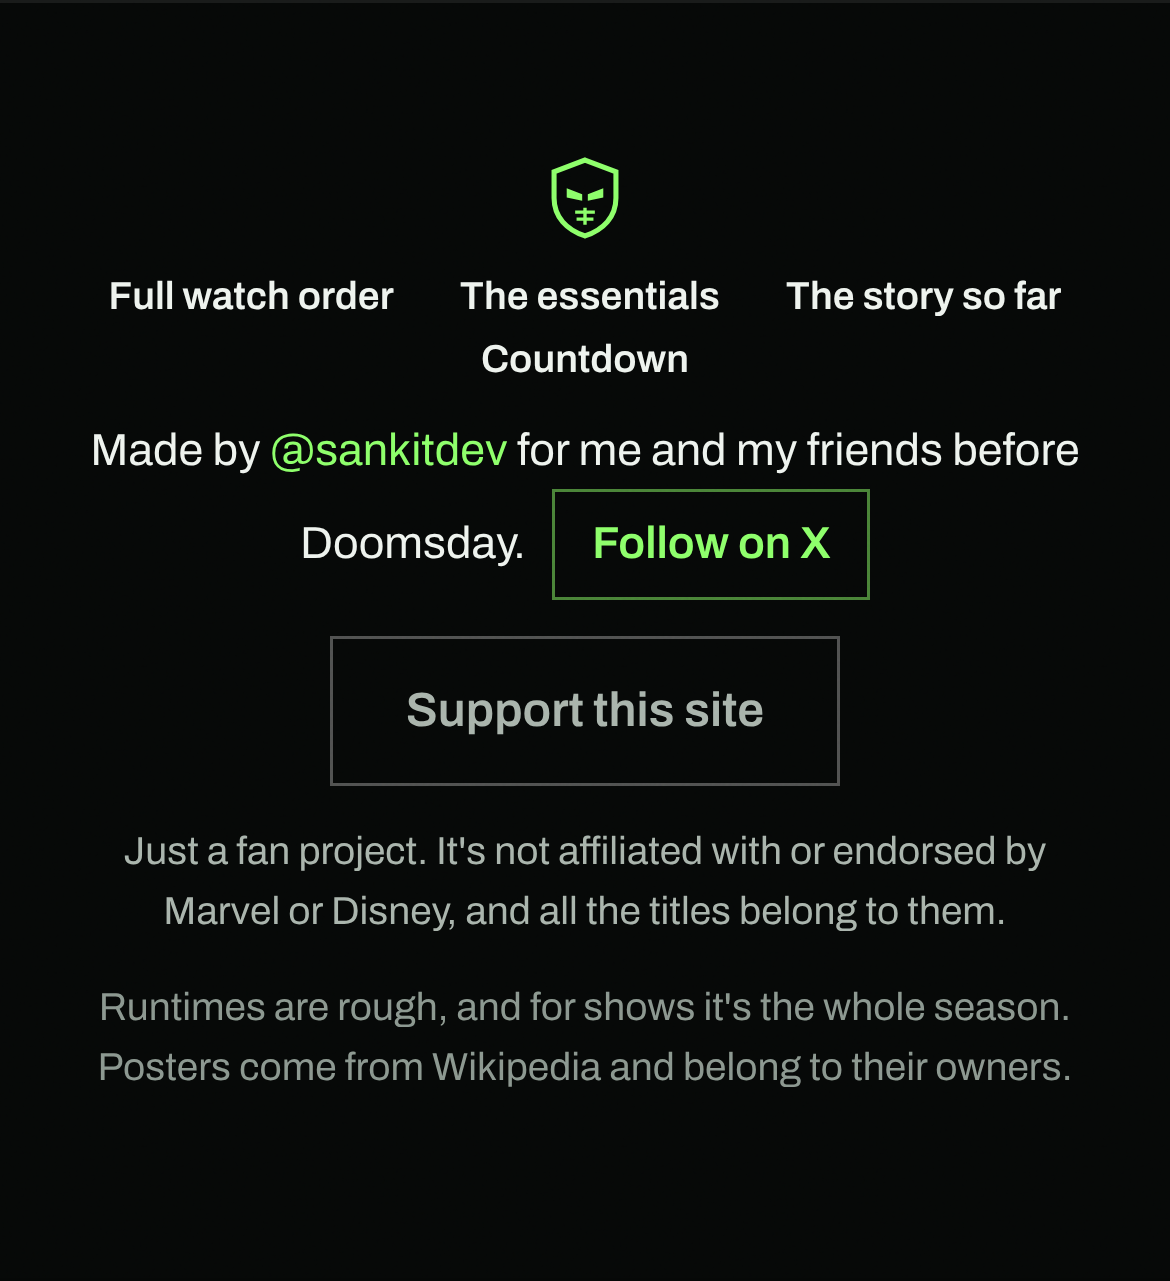 Full watch order The essentials The story so far
Countdown
Made by @sankitdev for me and my friends before
Doomsday. Follow on X
Support this site
Just a fan project. It's not affiliated with or endorsed by
Marvel or Disney, and all the titles belong to them.
Runtimes are rough, and for shows it's the whole season.
Posters come from Wikipedia and belong to their owners.